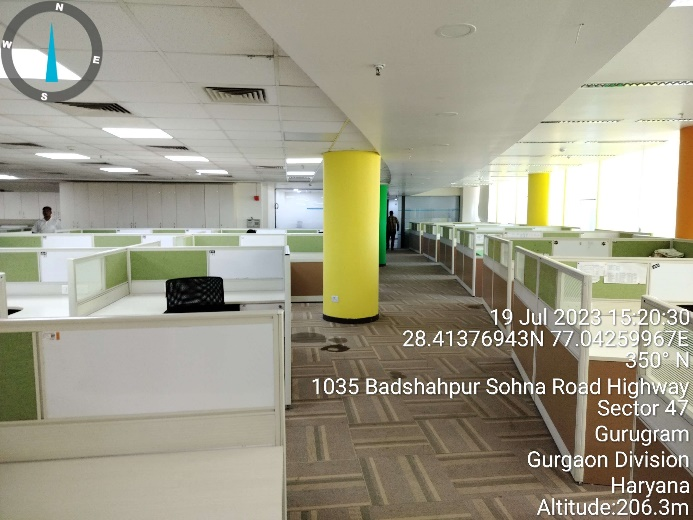 N
W
E
S
19 Jul 2023 15:20:30
28.41376943N 77.04259967E
350° N
1035 Badshahpur Sohna Road Highway
Sector 47
Gurugram
Gurgaon Division
Haryana
Altitude:206.3m